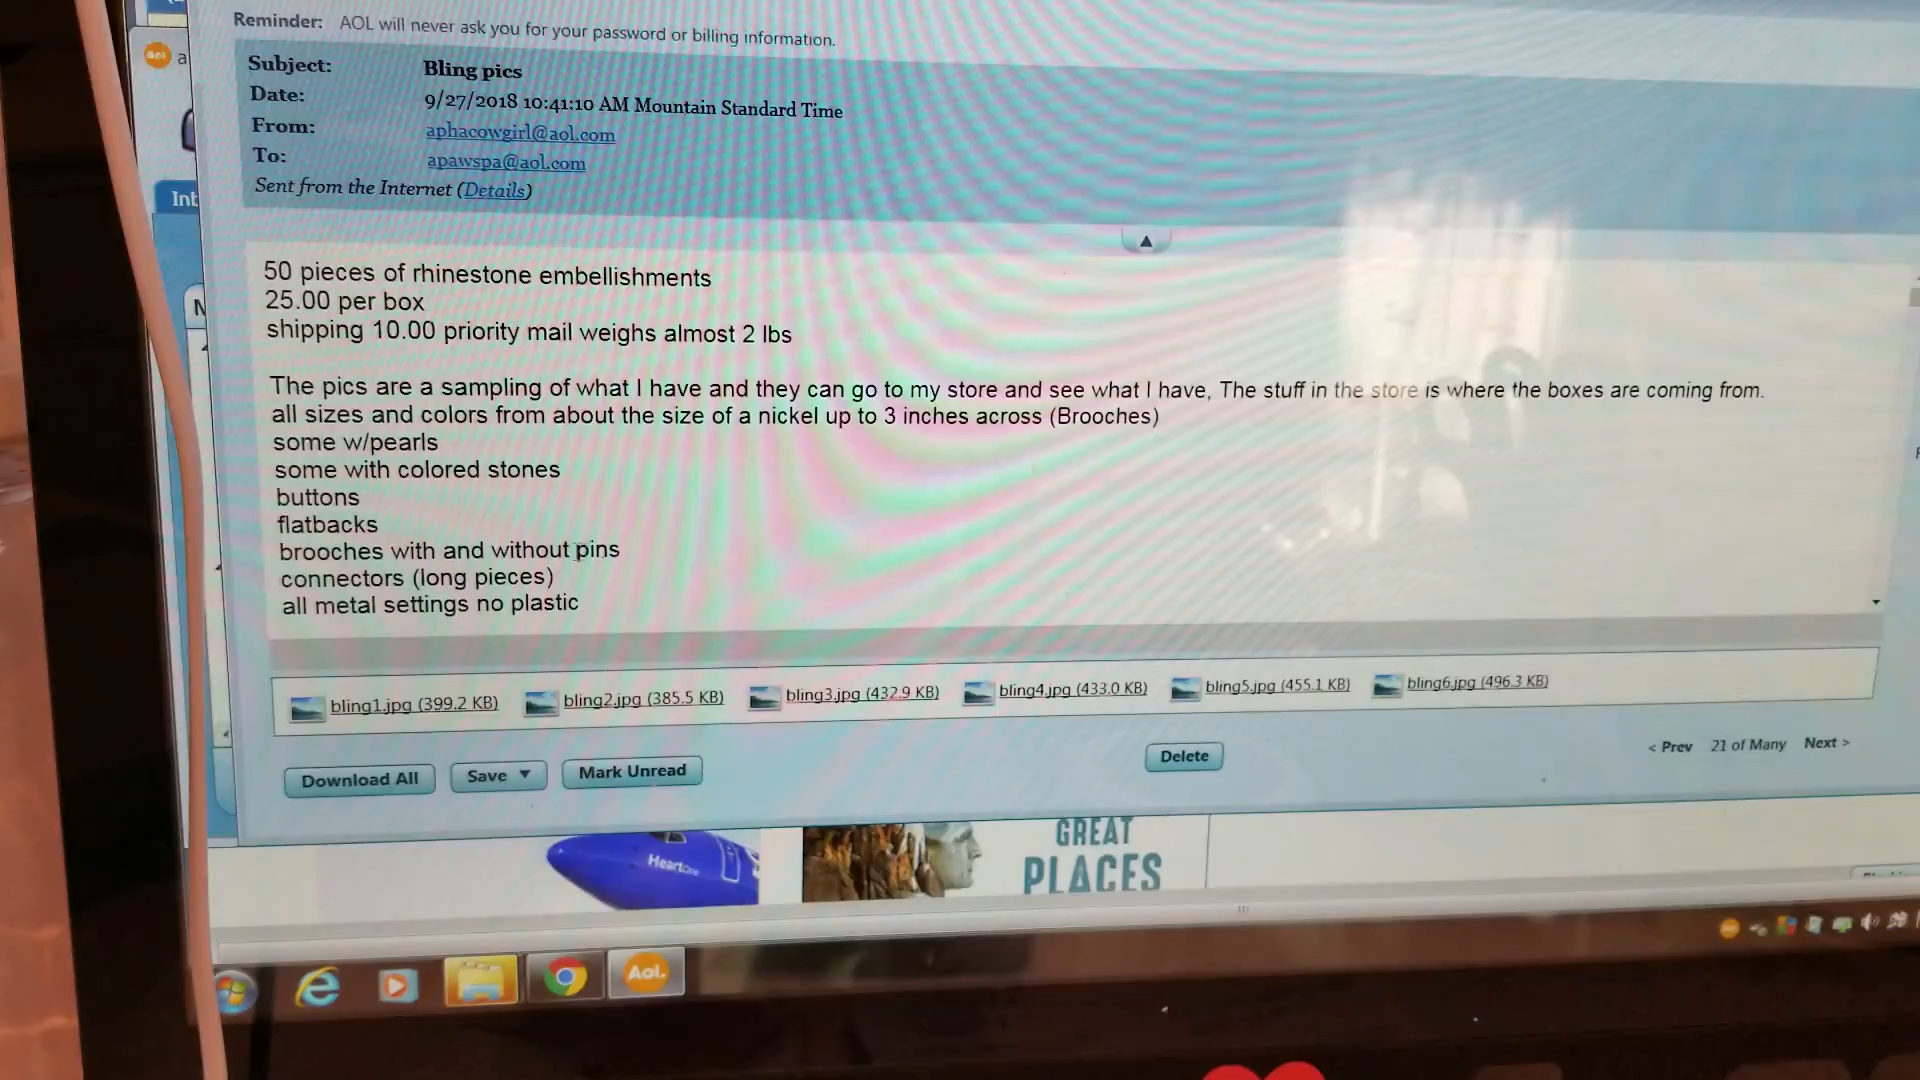 Reminder: AOL will never ask you for your password or billing information.
Subject: Bling pics
Date: 9/27/2018 10:41:10 AM Mountain Standard Time
From: aphacowgirl@aol.com
To: apawspa@aol.com
Sent from the Internet (Details)
Int
50 pieces of rhinestone embellishments
25.00 per box
shipping 10.00 priority mail weighs almost 2 lbs
The pics are a sampling of what I have and they can go to my store and see what I have, The stuff in the store is where the boxes are coming from.
all sizes and colors from about the size of a nickel up to 3 inches across (Brooches)
some w/pearls
some with colored stones
buttons
flatbacks
brooches with and without pins
connectors (long pieces)
all metal settings no plastic
bling1.jpg (399.2 KB) bling2.jpg (385.5 KB) bling3.jpg (432.9 KB) bling4.jpg (433.0 KB) bling5.jpg (455.1 KB) bling6.jpg (496.3 KB)
Download All Save Mark Unread Delete < Prev 21 of Many Next >
HeartOne
GREAT
PLACES
Aol.